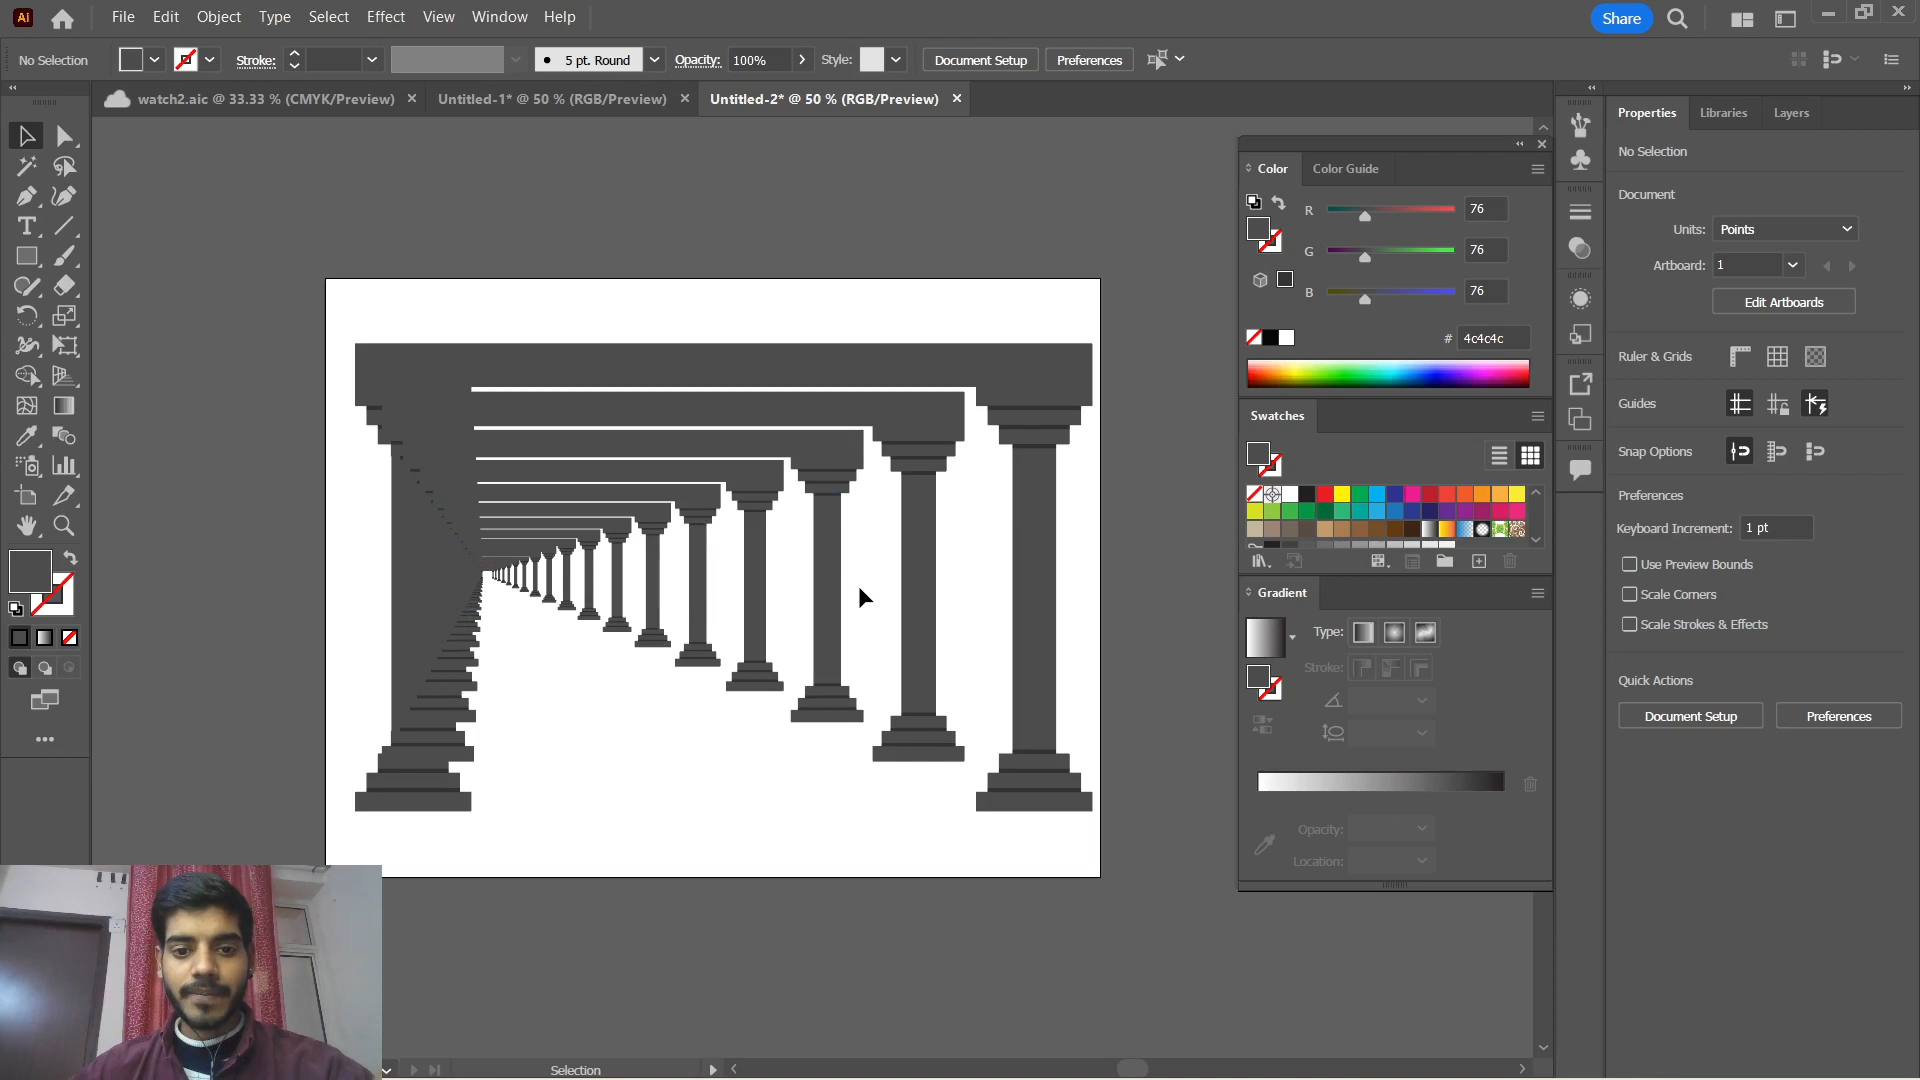 Ai File Edit Object Type Select Effect View Window Help Share
No Selection Stroke: 5 pt. Round Opacity: 100% Style: Document Setup Preferences
watch2.aic @ 33.33 % (CMYK/Preview) Untitled-1* @ 50 % (RGB/Preview) Untitled-2* @ 50 % (RGB/Preview)
Color Color Guide
R 76
G 76
B 76
# 4c4c4c
Swatches
Gradient
Type:
Stroke:
Opacity:
Location:
Properties Libraries Layers
No Selection
Document
Units: Points
Artboard: 1
Edit Artboards
Ruler & Grids
Guides
Snap Options
Preferences
Keyboard Increment: 1 pt
Use Preview Bounds
Scale Corners
Scale Strokes & Effects
Quick Actions
Document Setup Preferences
Selection